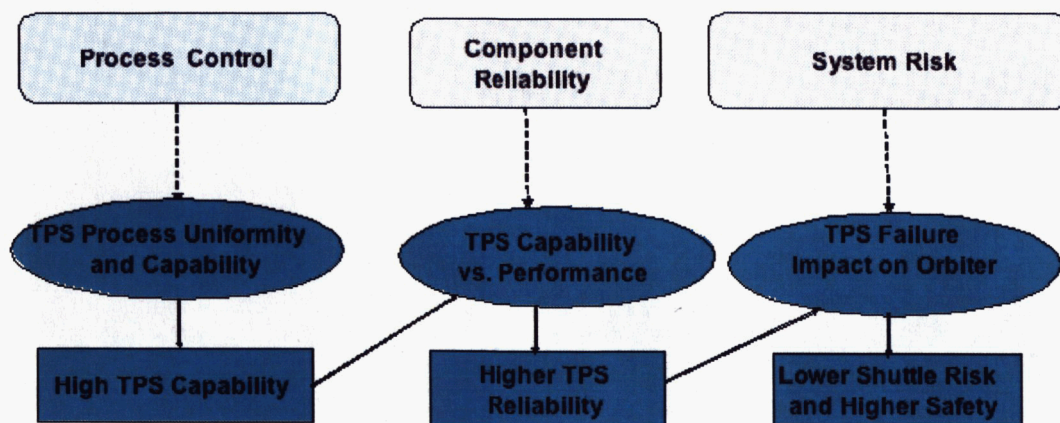 Process Control
Component
Reliability
System Risk
TPS Process Uniformity
and Capability
TPS Capability
vs. Performance
TPS Failure
Impact on Orbiter
High TPS Capability
Higher TPS
Reliability
Lower Shuttle Risk
and Higher Safety